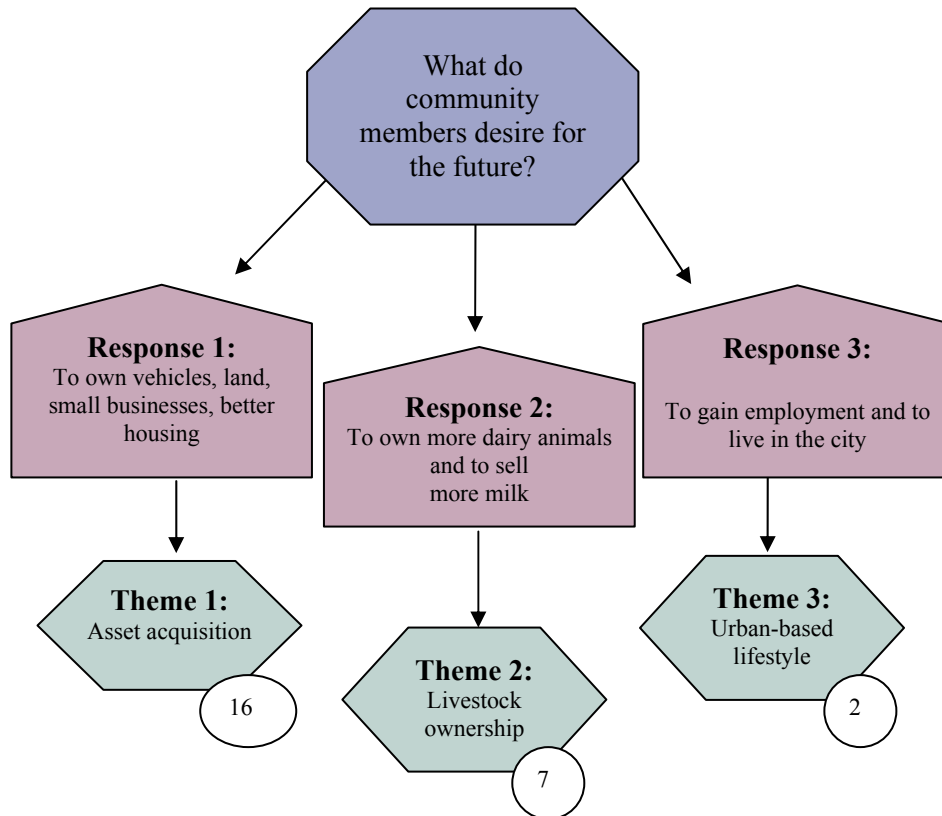 What do
community
members desire for
the future?
Response 1:
To own vehicles, land,
small businesses, better
housing
Response 2:
To own more dairy animals
and to sell
more milk
Response 3:
To gain employment and to
live in the city
Theme 1:
Asset acquisition
16
Theme 2:
Livestock
ownership
7
Theme 3:
Urban-based
lifestyle
2